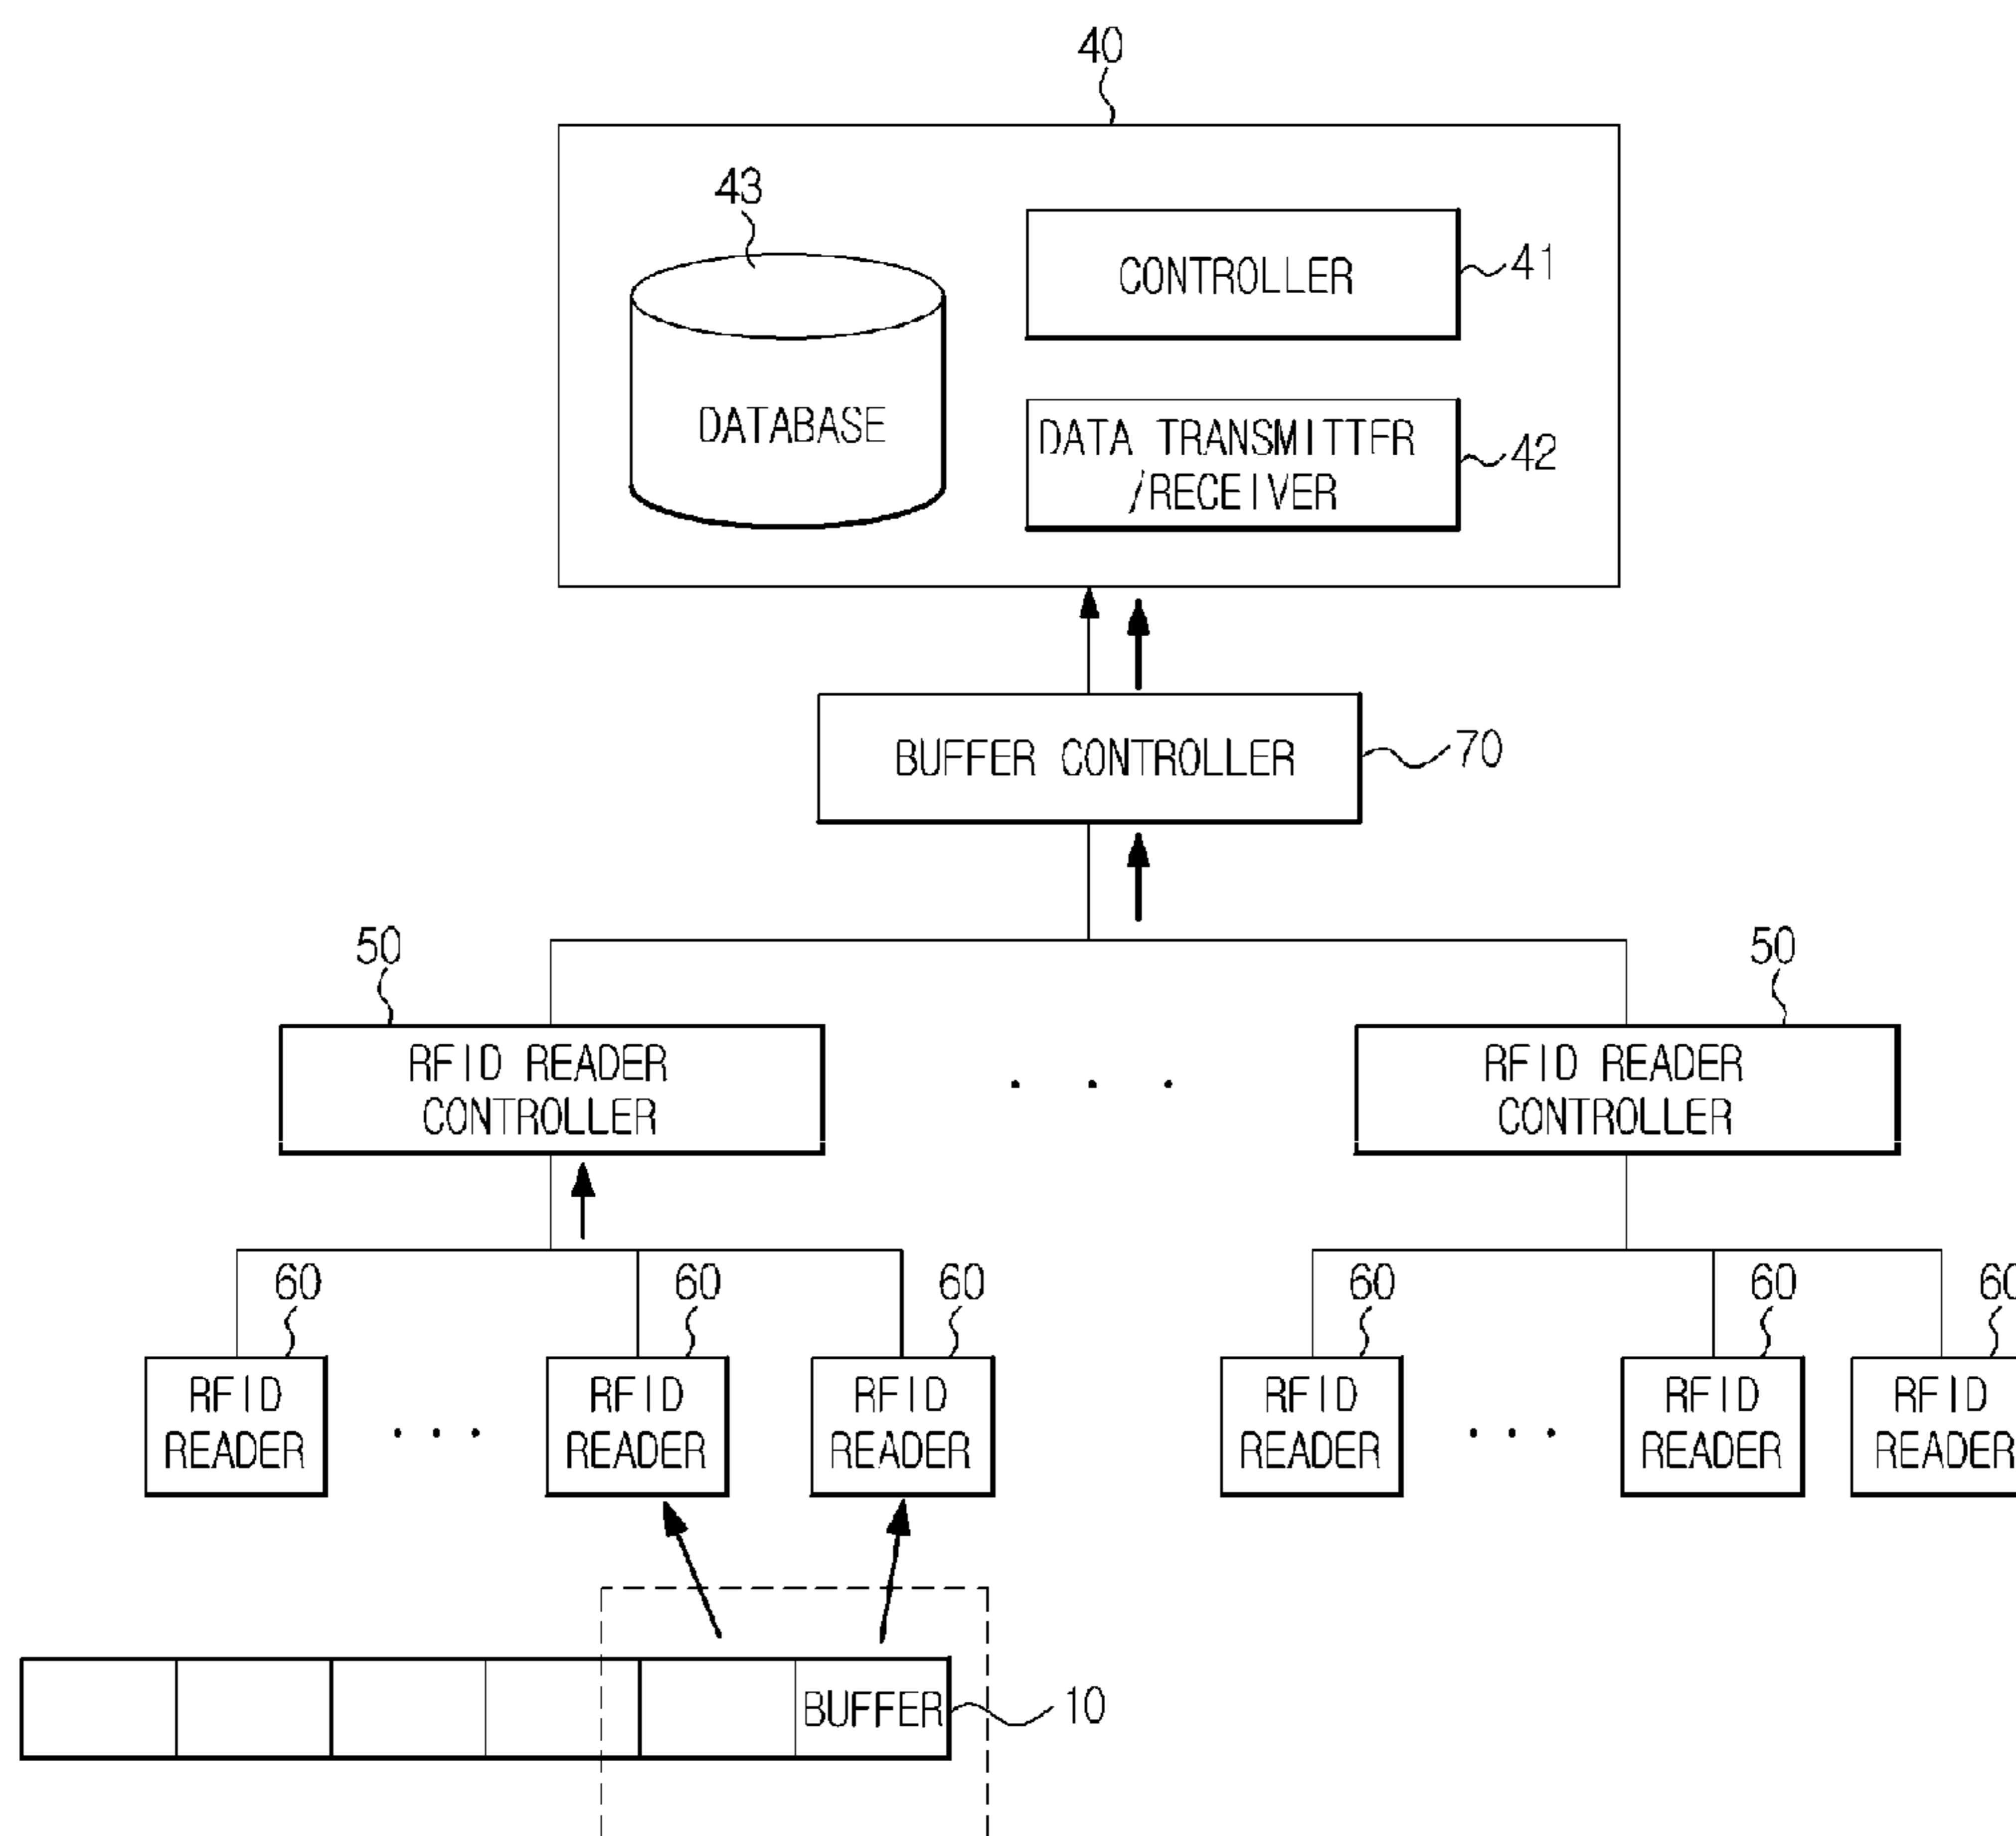 40
43
CONTROLLER
41
DATABASE
DATA TRANSMITTER
/RECEIVER
42
BUFFER CONTROLLER
70
50
50
RFID READER
CONTROLLER
. . .
RFID READER
CONTROLLER
60
60
60
60
60
60
RFID
READER
. . .
RFID
READER
RFID
READER
RFID
READER
. . .
RFID
READER
RFID
READER
BUFFER
10